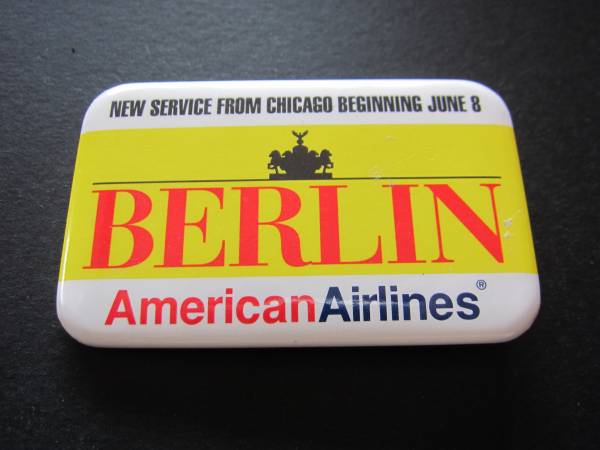 NEW SERVICE FROM CHICAGO BEGINNING JUNE 8
BERLIN
AmericanAirlines®